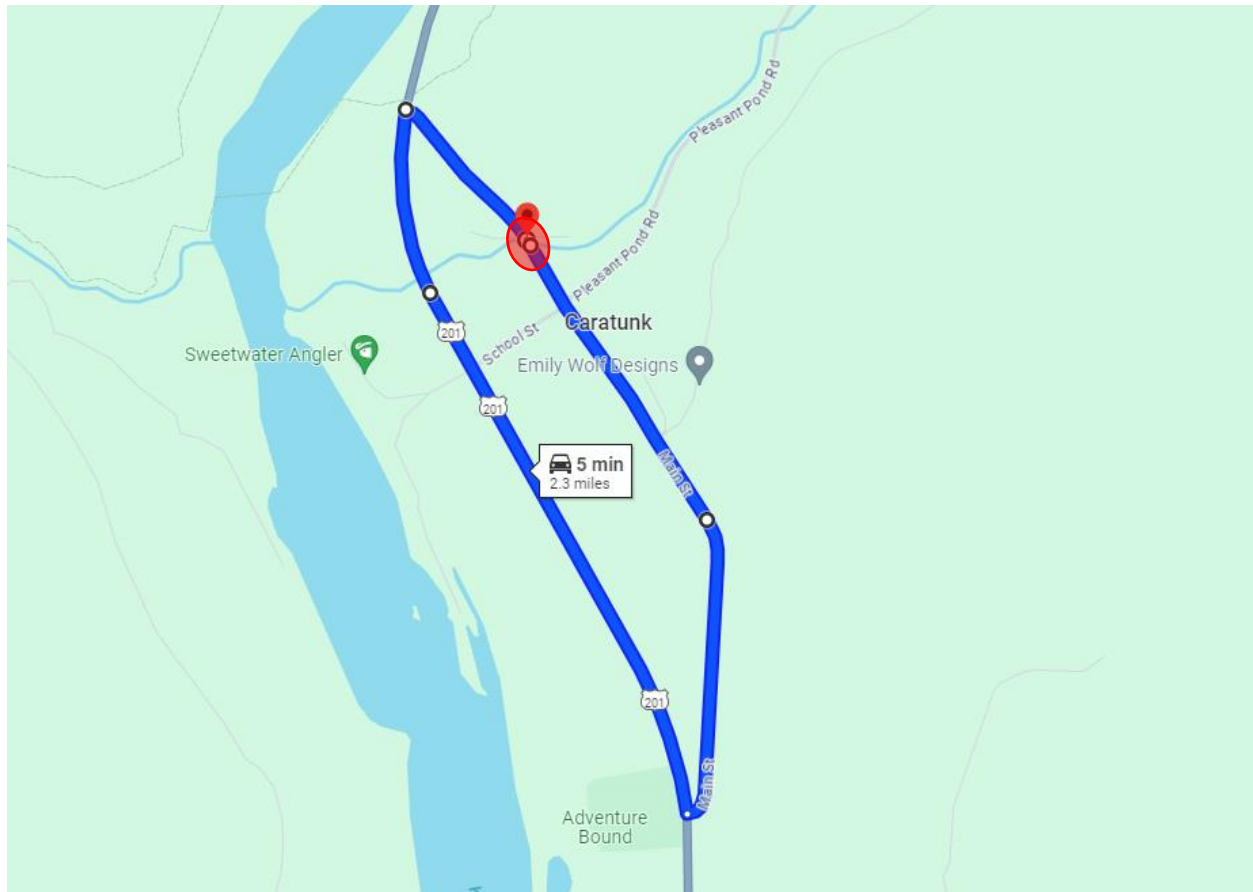 Pleasant Pond Rd
Pleasant Pond Rd
Caratunk
201
School St
Sweetwater Angler
Emily Wolf Designs
201
5 min
2.3 miles
Main St
201
Main St
Adventure
Bound